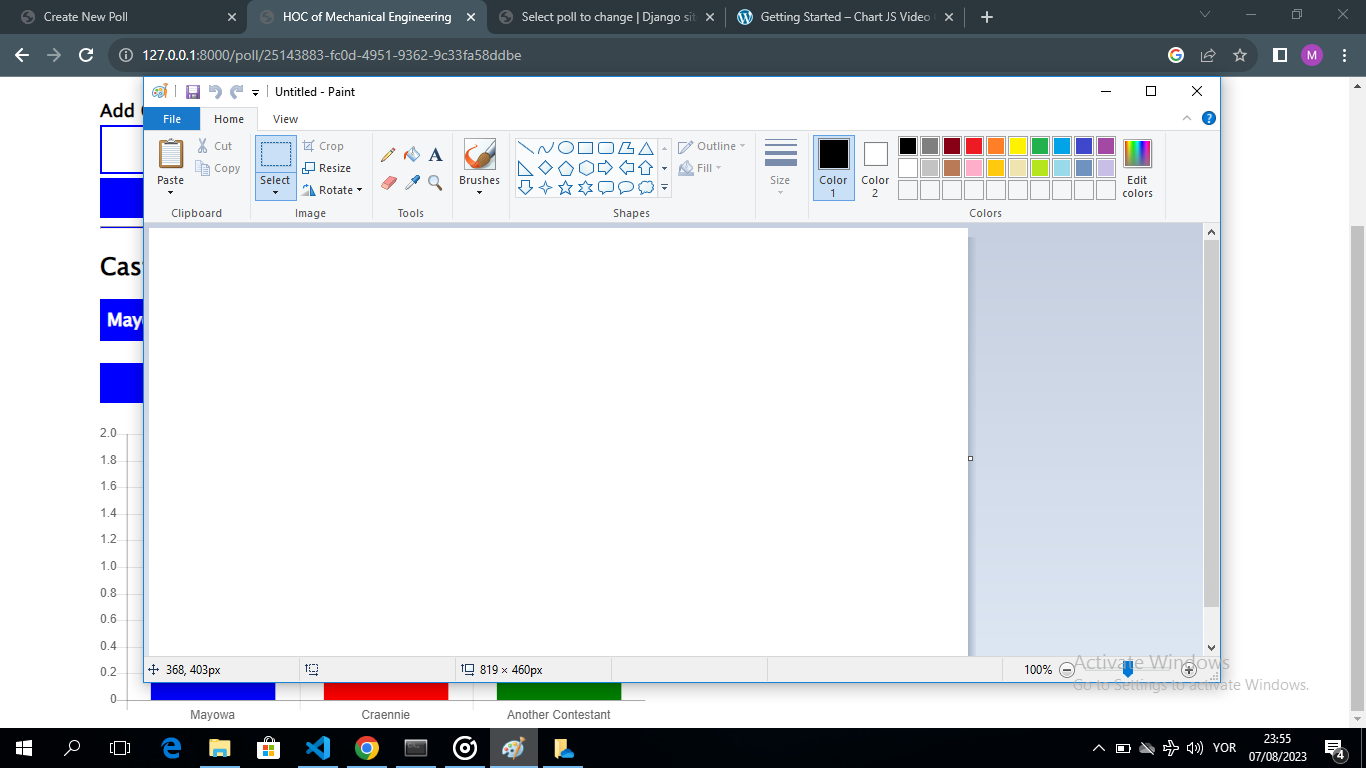 Create New Poll
HOC of Mechanical Engineering
Select poll to change | Django sit
Getting Started – Chart JS Video
127.0.0.1:8000/poll/25143883-fc0d-4951-9362-9c33fa58ddbe
M
Untitled - Paint
Add
File
Home
View
Paste
Cut
Copy
Clipboard
Select
Crop
Resize
Rotate
Image
A
Tools
Brushes
Outline
Fill
Shapes
Size
Color
1
Color
2
Edit
colors
Colors
Cas
May
2.0
1.8
1.6
1.4
1.2
1.0
0.8
0.6
0.4
0.2
0
368, 403px
819 × 460px
100%
Activate Windows
Go to Settings to activate Windows.
Mayowa
Craennie
Another Contestant
YOR
23:55
07/08/2023
4